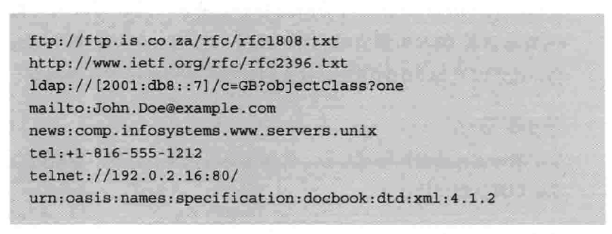 ftp://ftp.is.co.za/rfc/rfc1808.txt
http://www.ietf.org/rfc/rfc2396.txt
ldap://[2001:db8::7]/c=GB?objectClass?one
mailto:John.Doe@example.com
news:comp.infosystems.www.servers.unix
tel:+1-816-555-1212
telnet://192.0.2.16:80/
urn:oasis:names:specification:docbook:dtd:xml:4.1.2